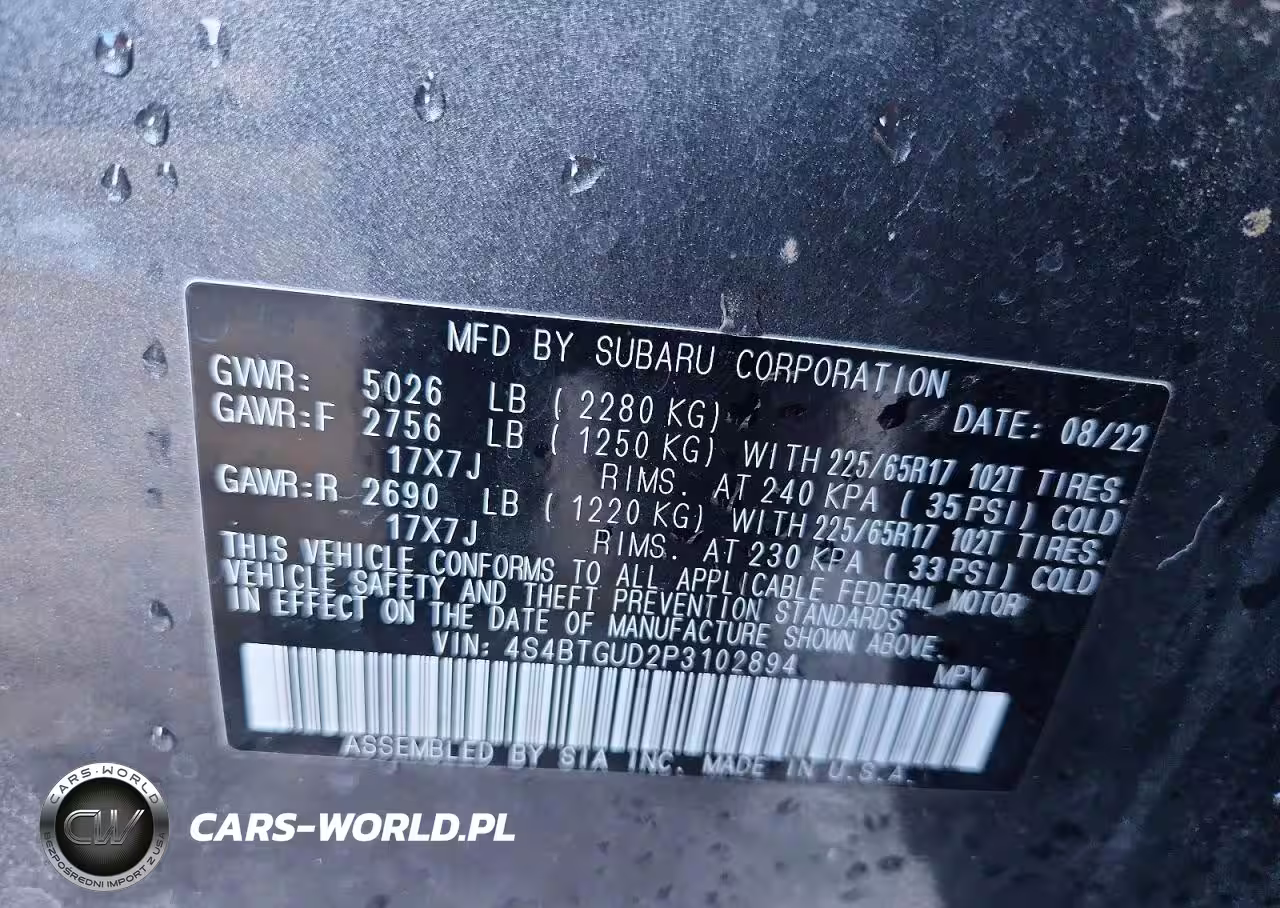 MFD BY SUBARU CORPORATION
GVWR: 5026 LB ( 2280 KG) DATE: 08/22
GAWR:F 2756 LB ( 1250 KG) WITH 225/65R17 102T TIRES.
17X7J RIMS. AT 240 KPA ( 35PSI) COLD
GAWR:R 2690 LB ( 1220 KG) WITH 225/65R17 102T TIRES.
17X7J RIMS. AT 230 KPA ( 33PSI) COLD
THIS VEHICLE CONFORMS TO ALL APPLICABLE FEDERAL MOTOR
VEHICLE SAFETY AND THEFT PREVENTION STANDARDS
IN EFFECT ON THE DATE OF MANUFACTURE SHOWN ABOVE.
VIN: 4S4BTGUD2P3102894 MPV
ASSEMBLED BY SIA INC. MADE IN U.S.A.
CARS-WORLD
CW
BEZPOŚREDNI IMPORT Z USA
CARS-WORLD.PL